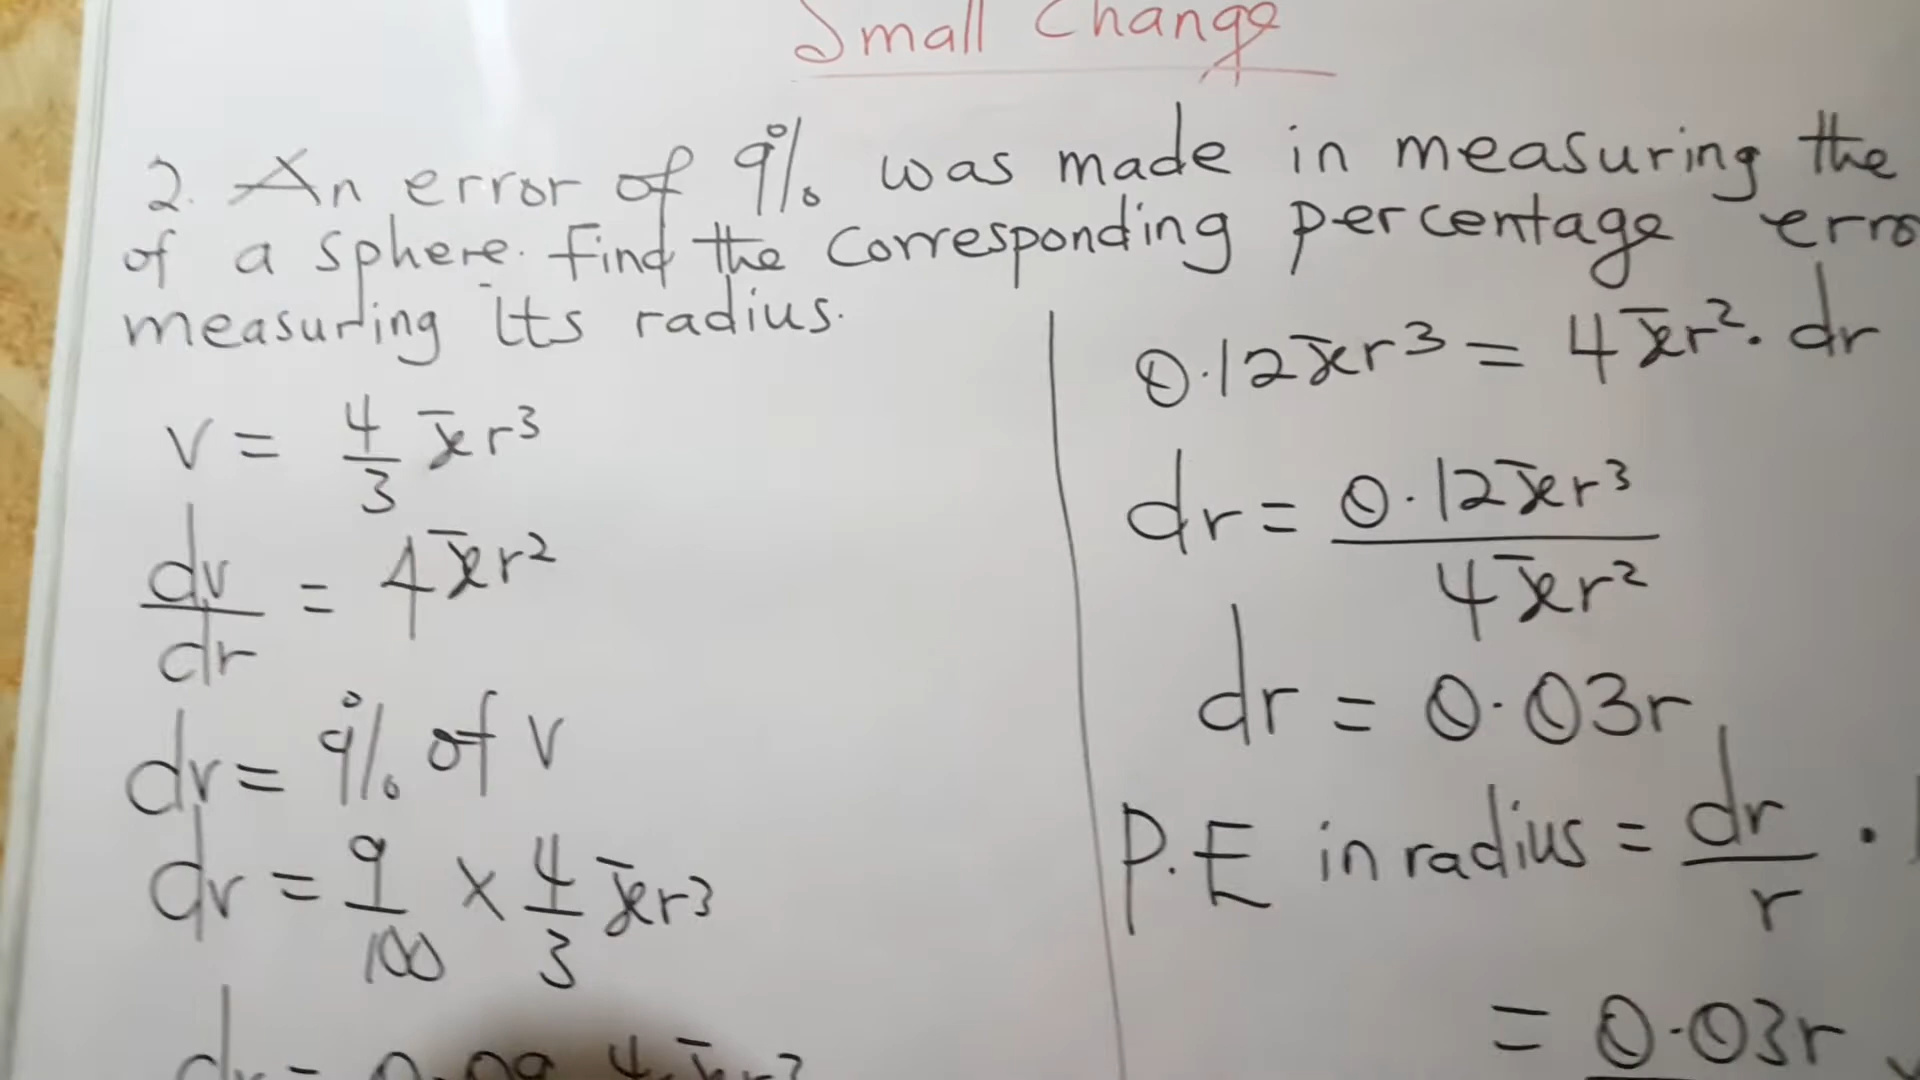 Small Change
2. An error of 9% was made in measuring the
of a sphere. Find the corresponding percentage erro
measuring its radius.
v = 4/3 πr³
dv/dr = 4πr²
dv = 9% of v
dv = 9/100 × 4/3 πr³
0.12πr³ = 4πr² · dr
dr = 0.12πr³ / 4πr²
dr = 0.03r
P.E in radius = dr/r ·
= 0.03r